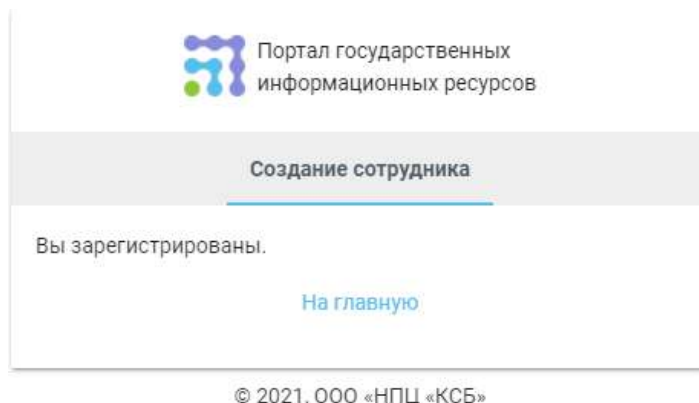 Портал государственных
информационных ресурсов
Создание сотрудника
Вы зарегистрированы.
На главную
© 2021, ООО «НПЦ «КСБ»